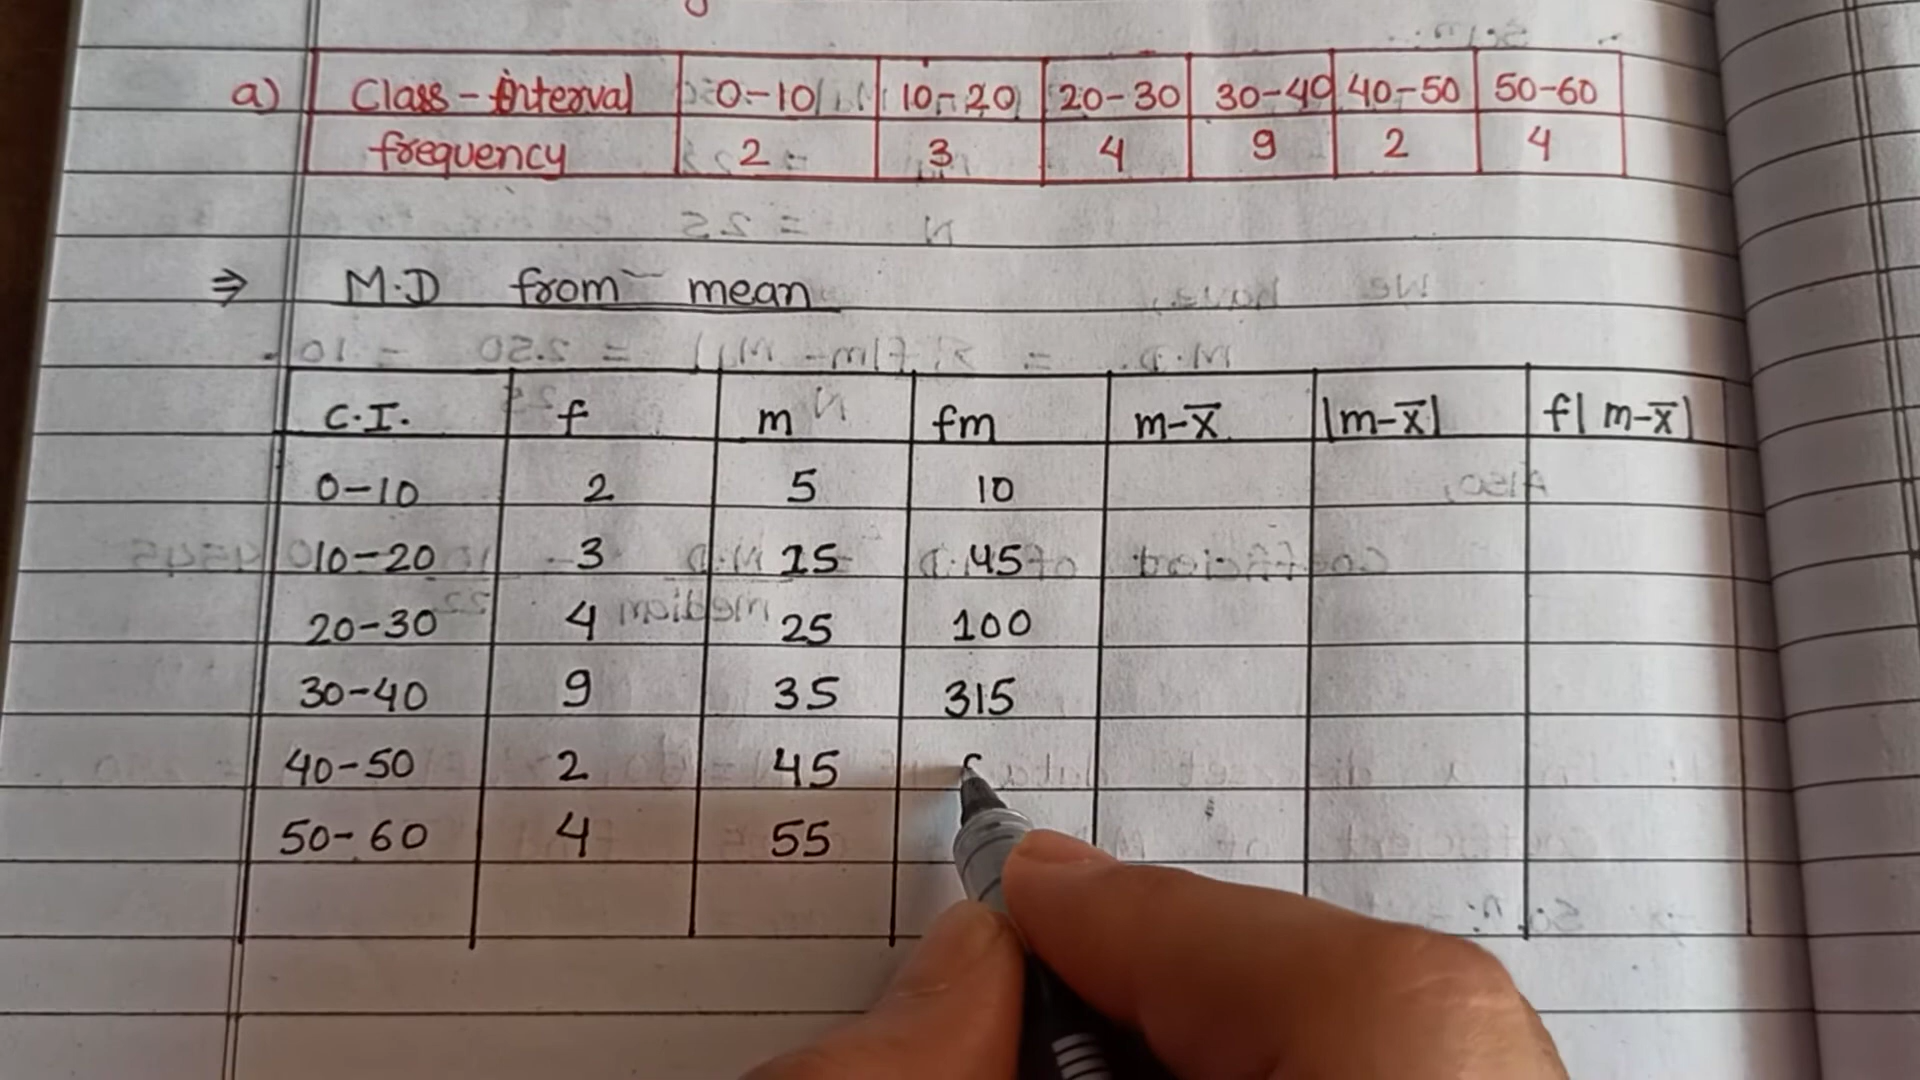 a) Class-Interval 0-10 10-20 20-30 30-40 40-50 50-60
frequency 2 3 4 9 2 4
⇒ M.D from mean
C.I. f m fm m-x̅ |m-x̅| f|m-x̅|
0-10 2 5 10
10-20 3 15 45
20-30 4 25 100
30-40 9 35 315
40-50 2 45
50-60 4 55